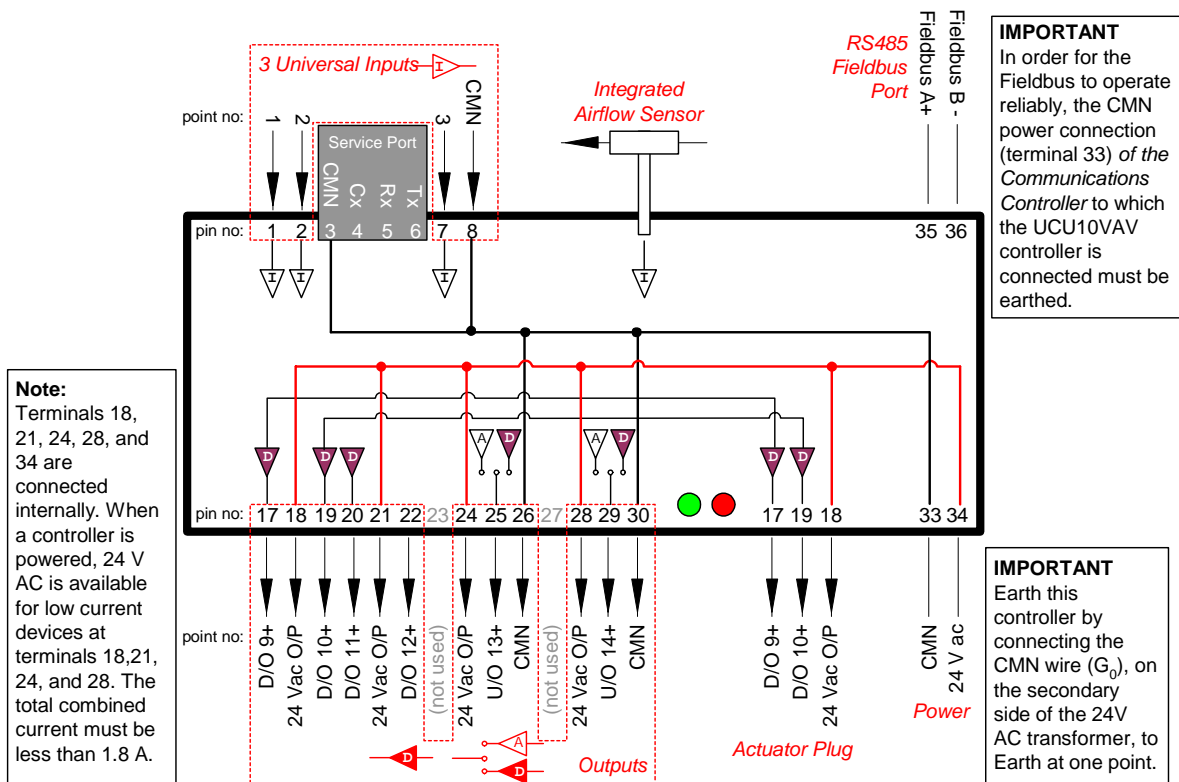 3 Universal Inputs
I
CMN
point no:
1
2
3
Service Port
CMN
Cx
Rx
Tx
Integrated
Airflow Sensor
RS485
Fieldbus
Port
Fieldbus A+
Fieldbus B -
IMPORTANT
In order for the
Fieldbus to operate
reliably, the CMN
power connection
(terminal 33) of the
Communications
Controller to which
the UCU10VAV
controller is
connected must be
earthed.
pin no:
1
2
3
4
5
6
7
8
35
36
I
I
I
I
Note:
Terminals 18,
21, 24, 28, and
34 are
connected
internally. When
a controller is
powered, 24 V
AC is available
for low current
devices at
terminals 18,21,
24, and 28. The
total combined
current must be
less than 1.8 A.
D
D
D
A
D
A
D
D
D
pin no:
17
18
19
20
21
22
23
24
25
26
27
28
29
30
17
19
18
33
34
point no:
D/O 9+
24 Vac O/P
D/O 10+
D/O 11+
24 Vac O/P
D/O 12+
(not used)
24 Vac O/P
U/O 13+
CMN
(not used)
24 Vac O/P
U/O 14+
CMN
D/O 9+
D/O 10+
24 Vac O/P
CMN
24 V ac
Power
Actuator Plug
D
A
D
Outputs
IMPORTANT
Earth this
controller by
connecting the
CMN wire (G0), on
the secondary
side of the 24V
AC transformer, to
Earth at one point.